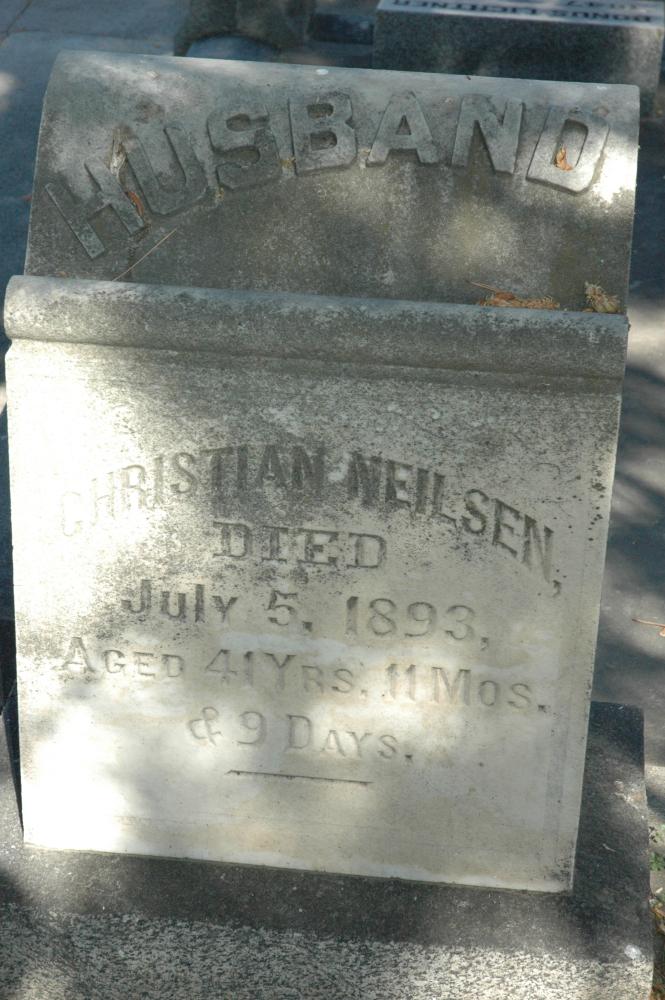 HUSBAND
CHRISTIAN NEILSEN,
DIED
July 5, 1893,
AGED 41 YRS, 11 MOS.
& 9 DAYS.